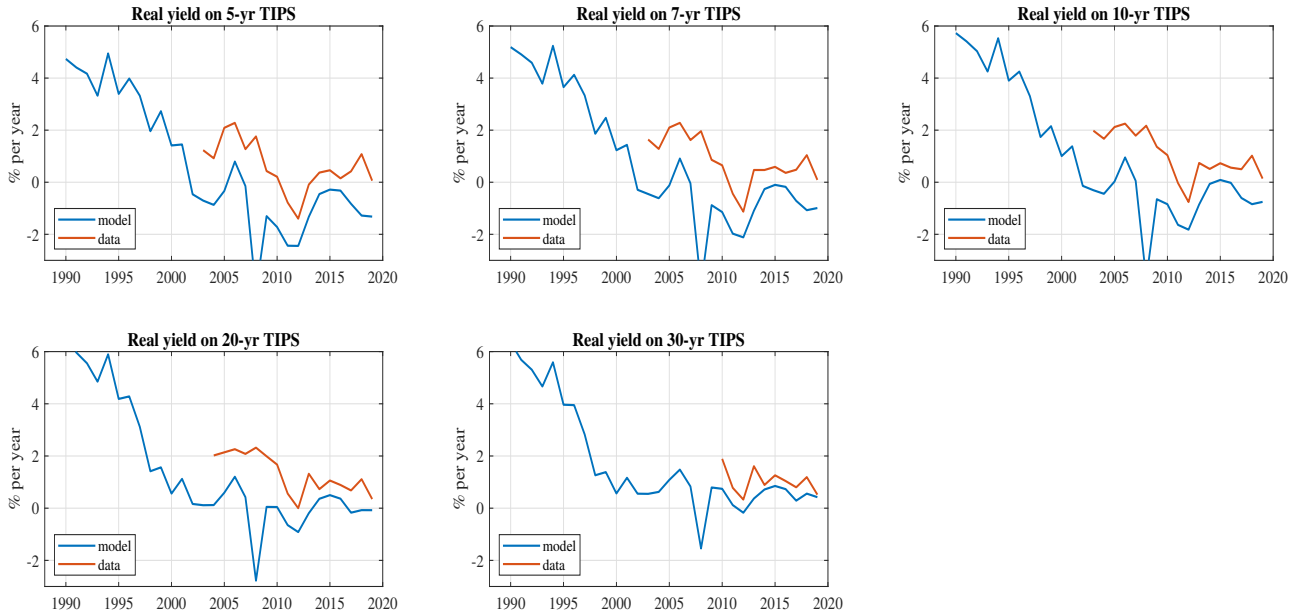 Real yield on 5-yr TIPS
% per year
6
4
2
0
-2
model
data
1990 1995 2000 2005 2010 2015 2020
Real yield on 7-yr TIPS
% per year
6
4
2
0
-2
model
data
1990 1995 2000 2005 2010 2015 2020
Real yield on 10-yr TIPS
% per year
6
4
2
0
-2
model
data
1990 1995 2000 2005 2010 2015 2020
Real yield on 20-yr TIPS
% per year
6
4
2
0
-2
model
data
1990 1995 2000 2005 2010 2015 2020
Real yield on 30-yr TIPS
% per year
6
4
2
0
-2
model
data
1990 1995 2000 2005 2010 2015 2020